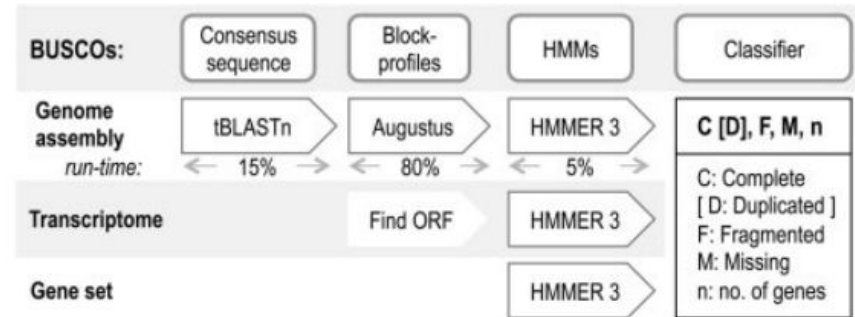 BUSCOs:
Consensus
sequence
Block-
profiles
HMMs
Classifier
Genome
assembly
tBLASTn
Augustus
HMMER 3
C [D], F, M, n
run-time:
15%
80%
5%
C: Complete
[ D: Duplicated ]
F: Fragmented
M: Missing
n: no. of genes
Transcriptome
Find ORF
HMMER 3
Gene set
HMMER 3